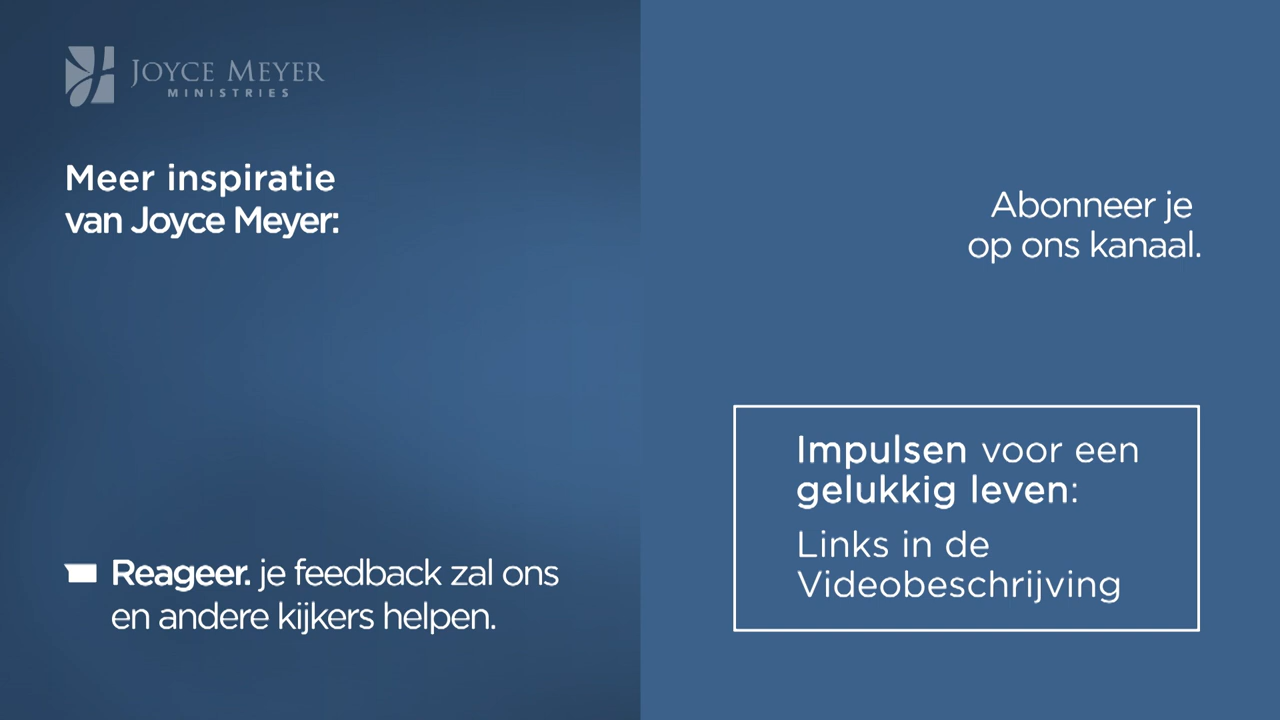 JOYCE MEYER
MINISTRIES
Meer inspiratie
van Joyce Meyer:
Reageer. je feedback zal ons
en andere kijkers helpen.
Abonneer je
op ons kanaal.
Impulsen voor een
gelukkig leven:
Links in de
Videobeschrijving